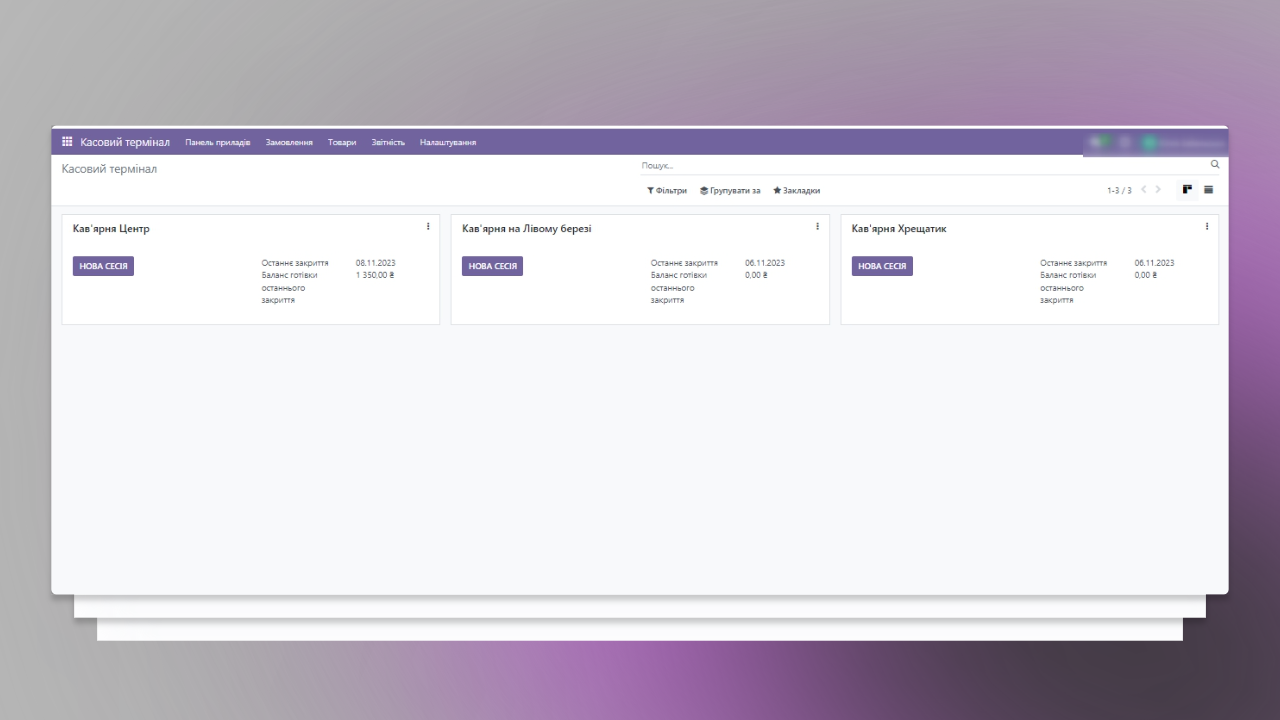 Касовий термінал Панель приладів Замовлення Товари Звітність Налаштування
Касовий термінал
Пошук...
Фільтри Групувати за Закладки
1-3 / 3
Кав'ярня Центр
НОВА СЕСІЯ
Останнє закриття 08.11.2023
Баланс готівки 1 350,00 ₴
останнього
закриття
Кав'ярня на Лівому березі
НОВА СЕСІЯ
Останнє закриття 06.11.2023
Баланс готівки 0,00 ₴
останнього
закриття
Кав'ярня Хрещатик
НОВА СЕСІЯ
Останнє закриття 06.11.2023
Баланс готівки 0,00 ₴
останнього
закриття